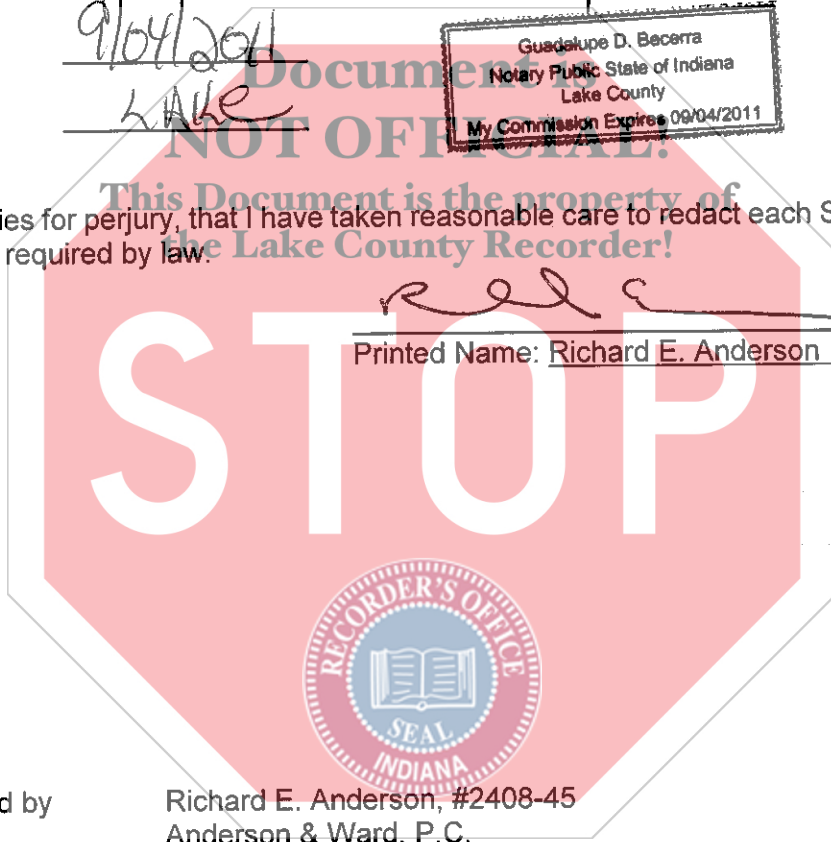 9/04/2011
LAKE
Guadalupe D. Becerra
Notary Public State of Indiana
Lake County
My Commission Expires 09/04/2011
Document is
NOT OFFICIAL!
This Document is the property of
the Lake County Recorder!
ies for perjury, that I have taken reasonable care to redact each S
required by law.
Printed Name: Richard E. Anderson
STOP
RECORDER'S OFFICE
SEAL
INDIANA
d by Richard E. Anderson, #2408-45
Anderson & Ward, P.C.